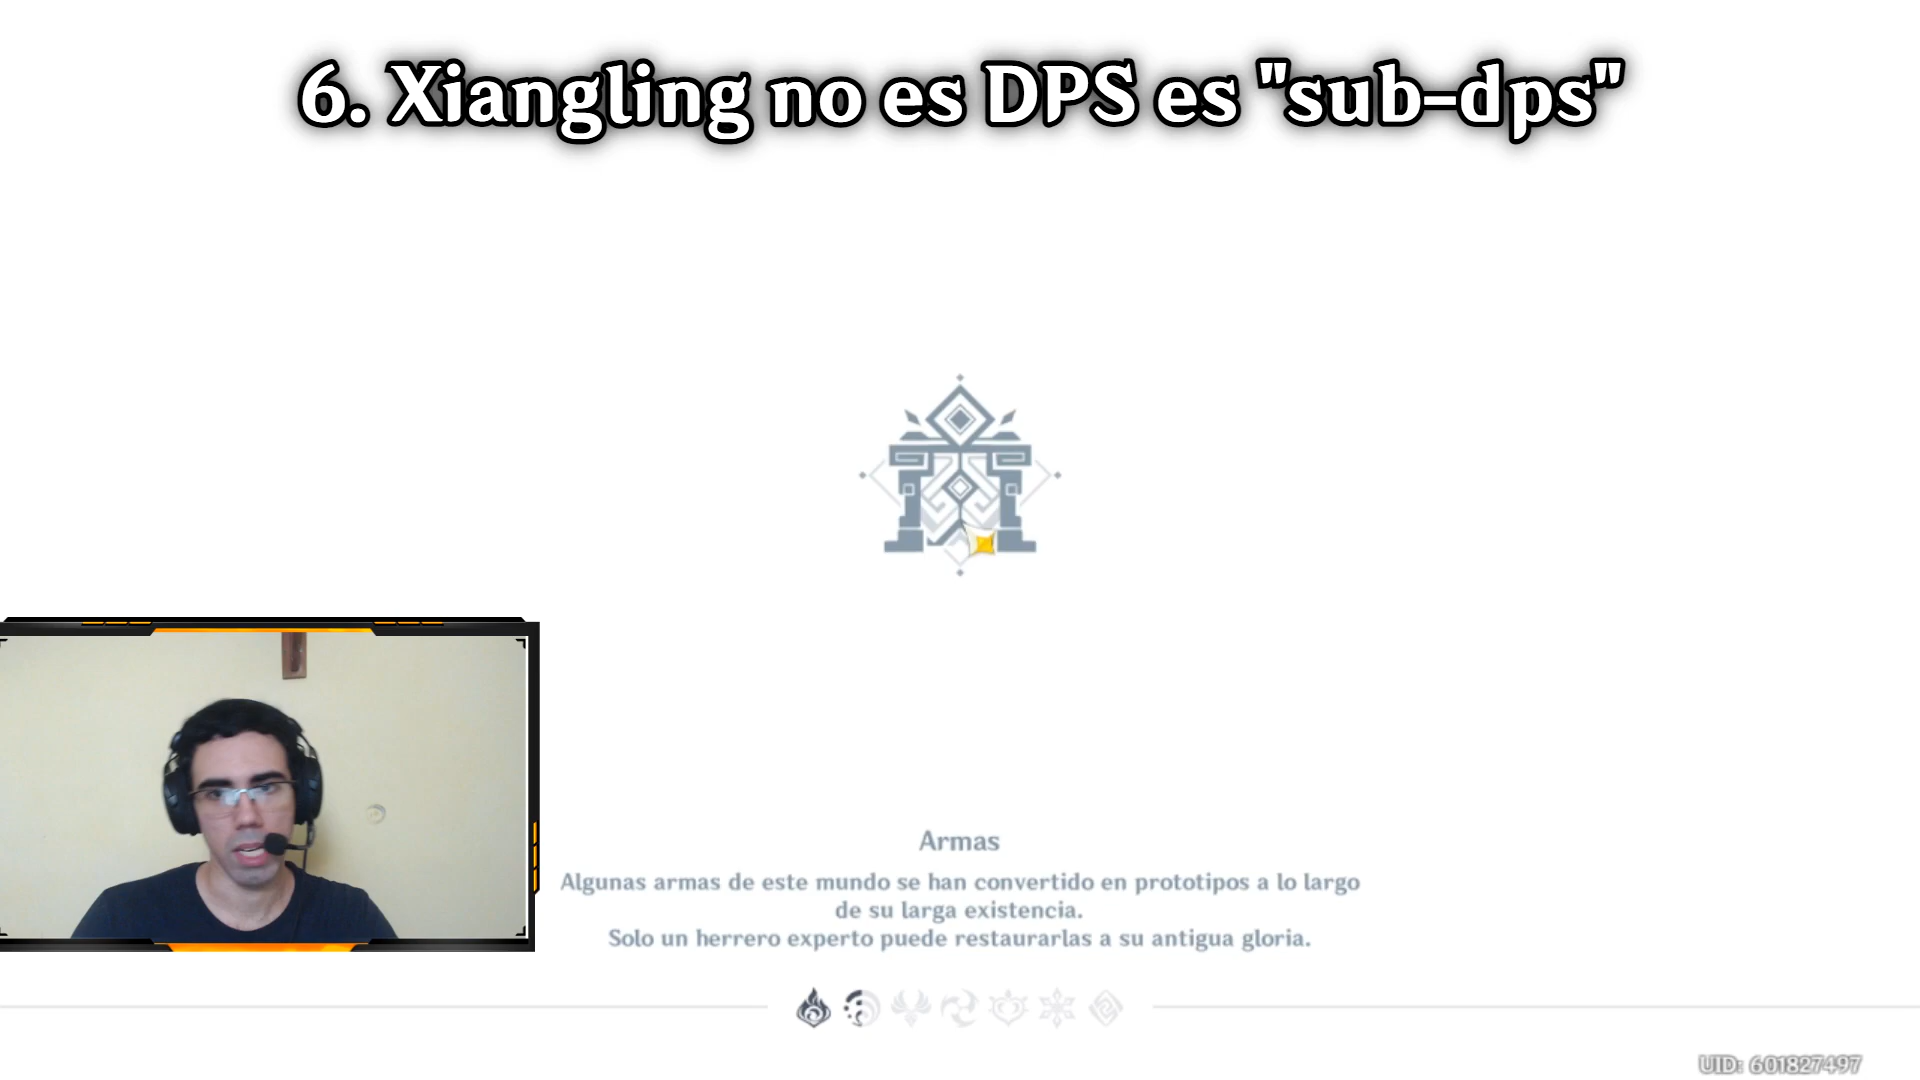 6. Xiangling no es DPS es "sub-dps"
Armas
Algunas armas de este mundo se han convertido en prototipos a lo largo
de su larga existencia.
Solo un herrero experto puede restaurarlas a su antigua gloria.
UID: 601827497